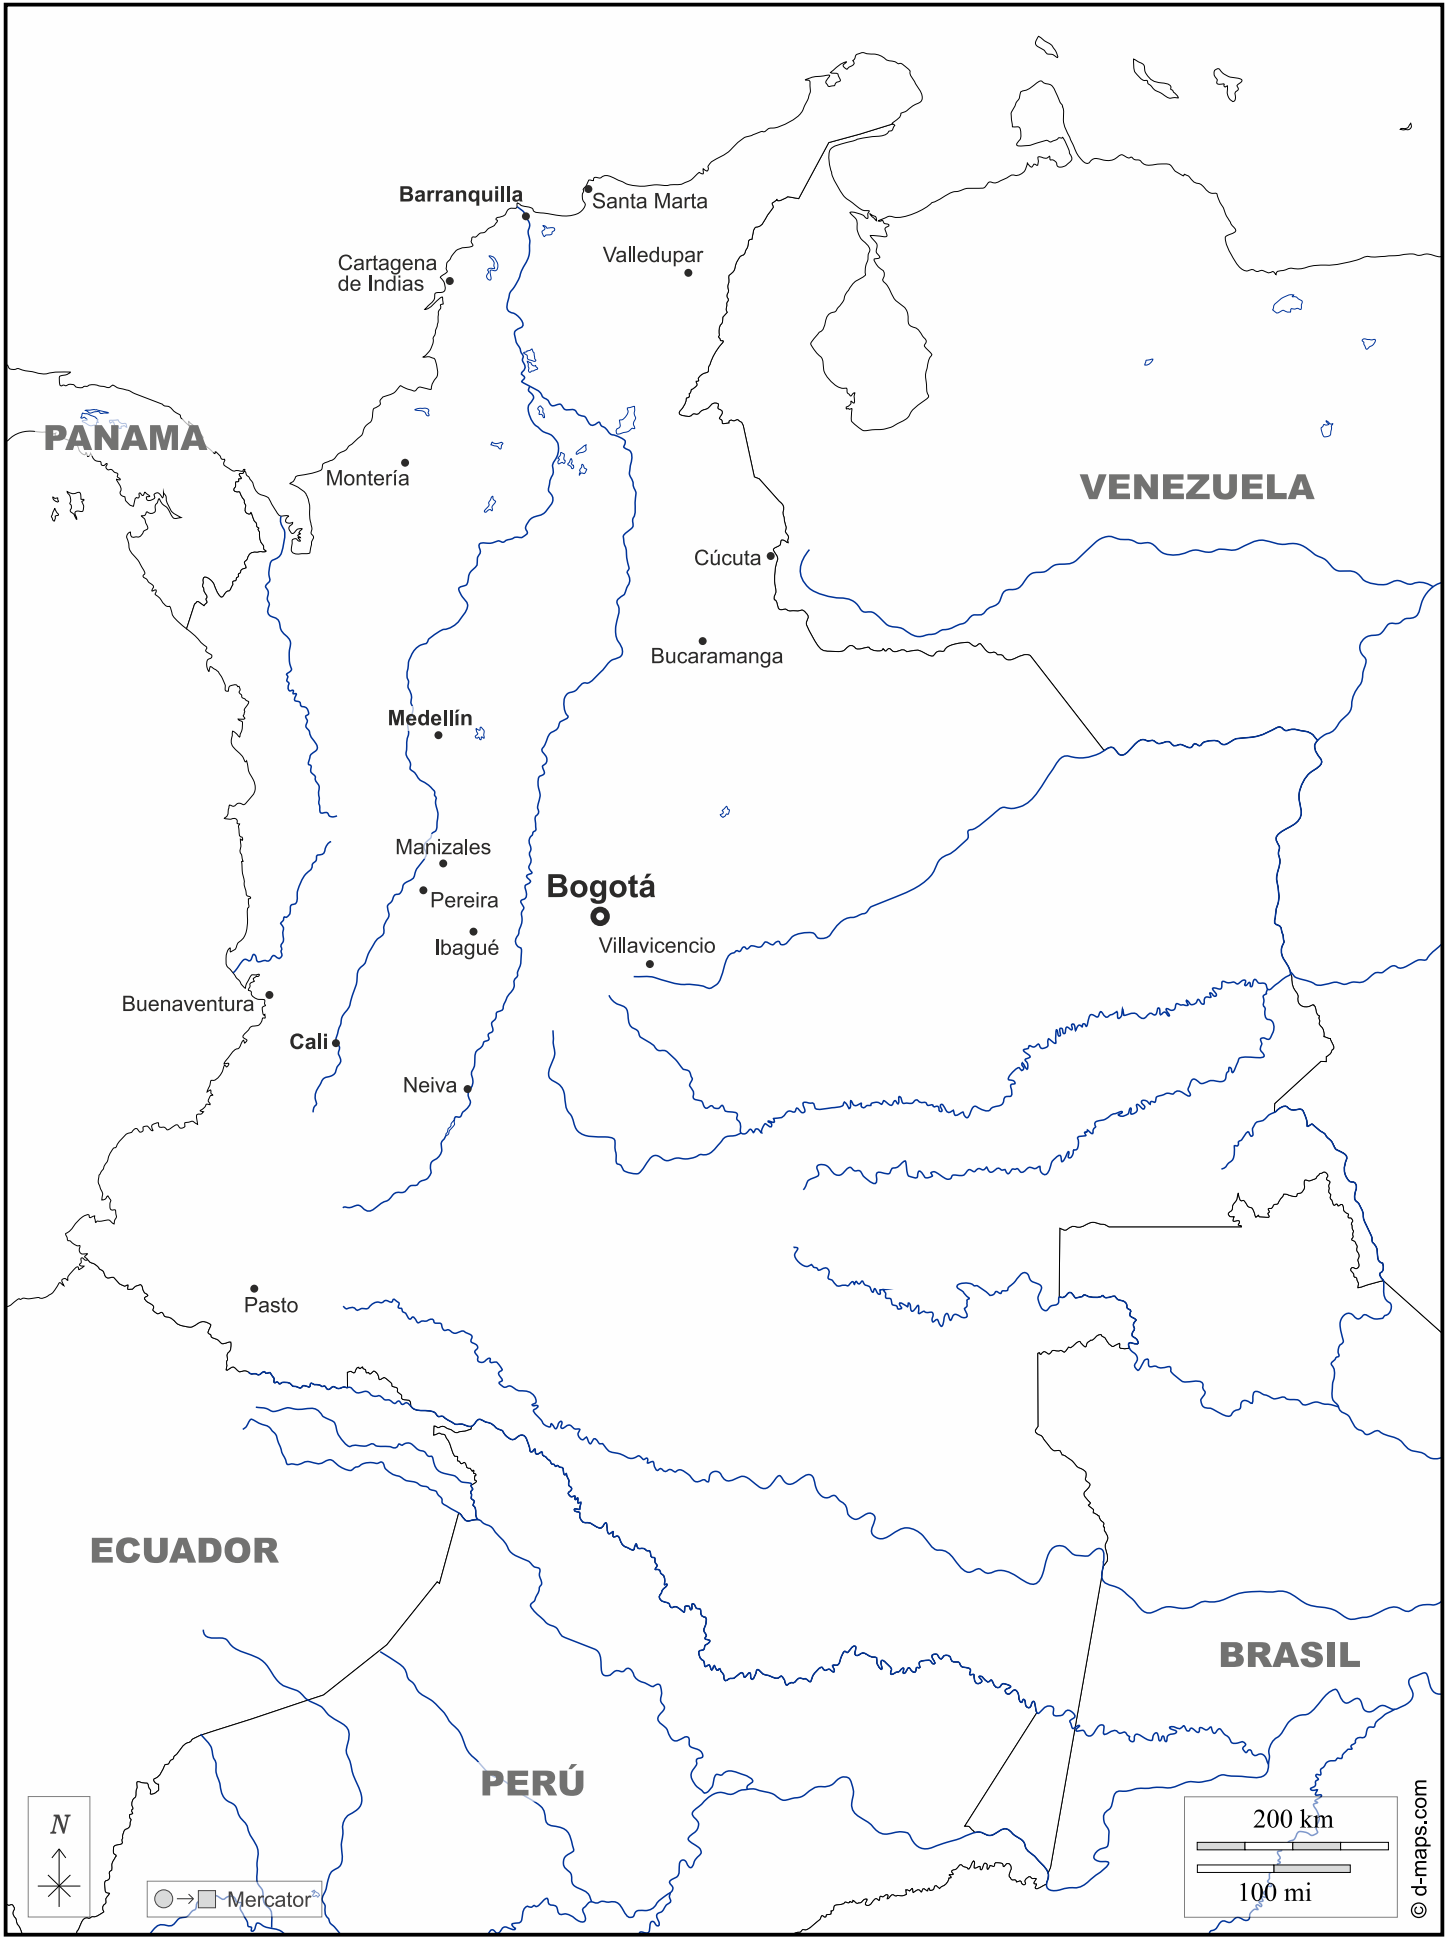 Barranquilla
Santa Marta
Cartagena
de Indias
Valledupar
PANAMA
Montería
VENEZUELA
Cúcuta
Bucaramanga
Medellín
Manizales
Pereira
Bogotá
Ibagué
Villavicencio
Buenaventura
Cali
Neiva
Pasto
ECUADOR
BRASIL
PERÚ
N
Mercator
200 km
100 mi
© d-maps.com